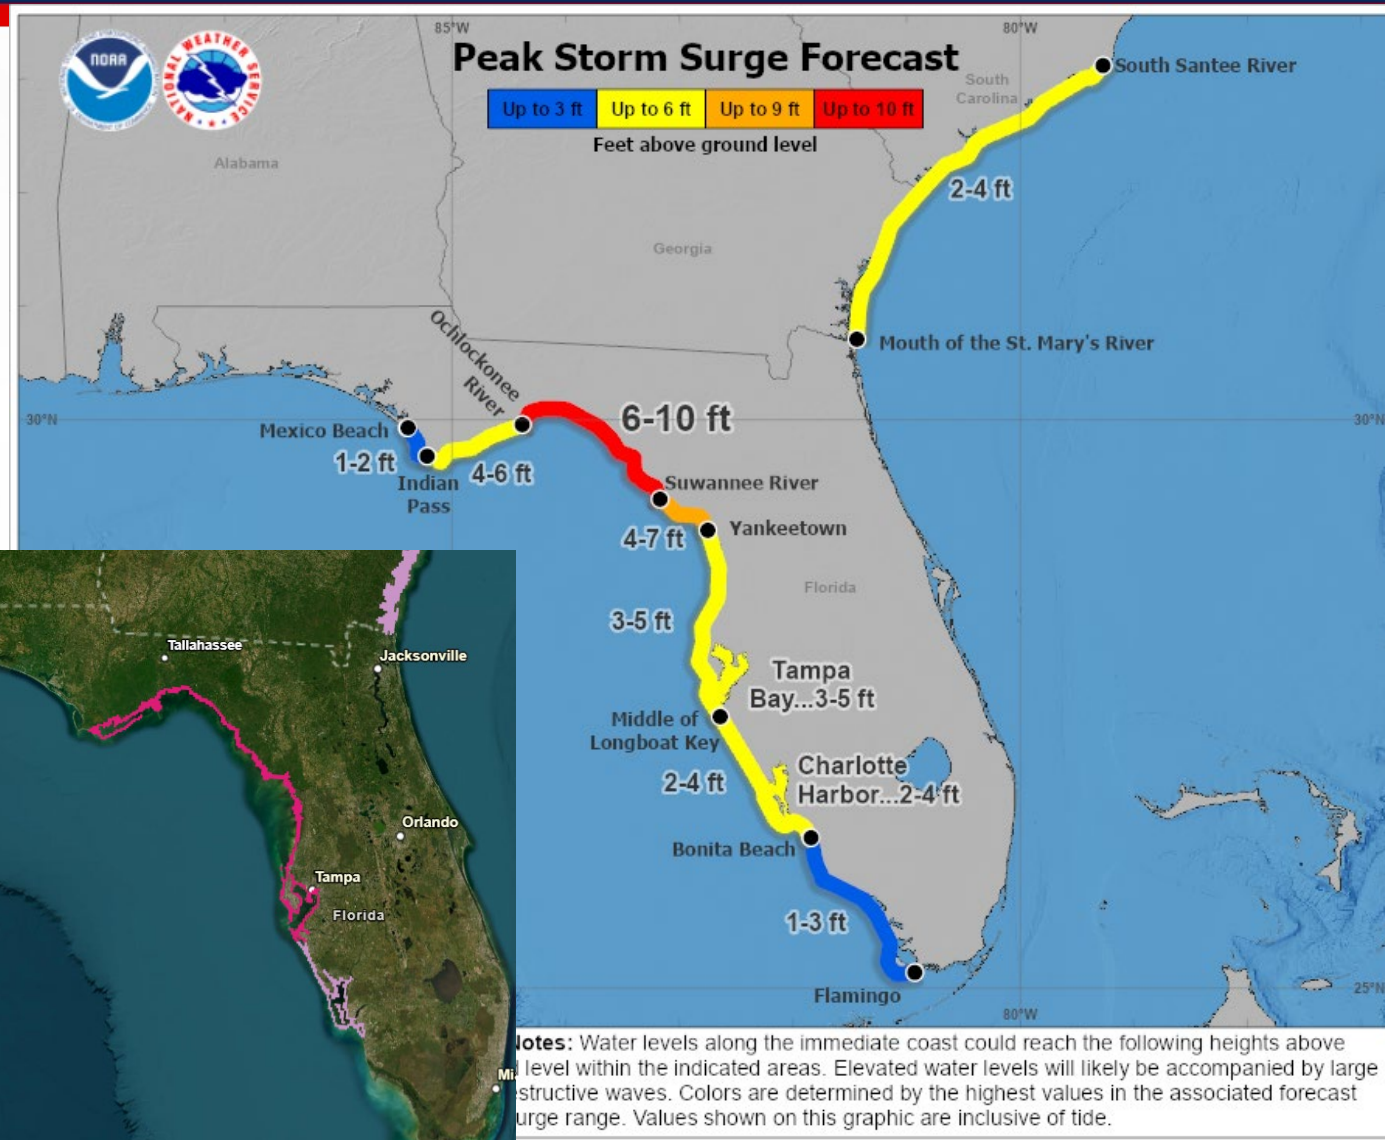 85°W
80°W
Peak Storm Surge Forecast
NOAA
NATIONAL WEATHER SERVICE
Up to 3 ft
Up to 6 ft
Up to 9 ft
Up to 10 ft
Feet above ground level
South
Carolina
South Santee River
Alabama
Georgia
2-4 ft
Mouth of the St. Mary's River
Ochlockonee
River
30°N
30°N
Mexico Beach
6-10 ft
1-2 ft
4-6 ft
Indian
Pass
Suwannee River
4-7 ft
Yankeetown
Florida
3-5 ft
Tampa
Bay...3-5 ft
Middle of
Longboat Key
2-4 ft
Charlotte
Harbor...2-4 ft
Bonita Beach
1-3 ft
Flamingo
25°N
80°W
Tallahassee
Jacksonville
Orlando
Tampa
Florida
Mi
Notes: Water levels along the immediate coast could reach the following heights above
level within the indicated areas. Elevated water levels will likely be accompanied by large
estructive waves. Colors are determined by the highest values in the associated forecast
urge range. Values shown on this graphic are inclusive of tide.